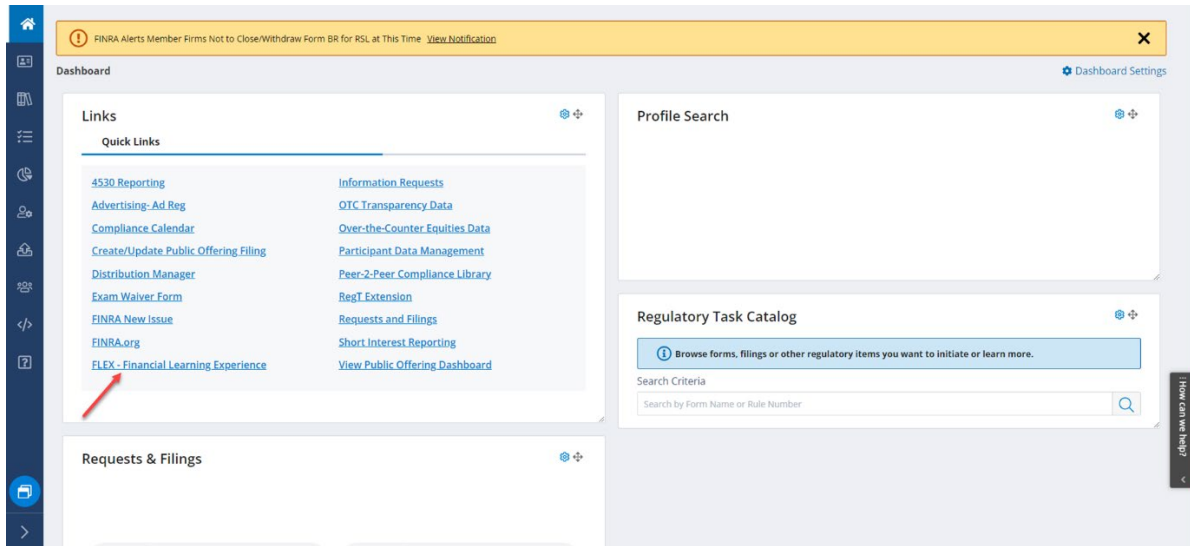 FINRA Alerts Member Firms Not to Close/Withdraw Form BR for RSL at This Time View Notification
Dashboard
Dashboard Settings
Links
Quick Links
4530 Reporting
Advertising- Ad Reg
Compliance Calendar
Create/Update Public Offering Filing
Distribution Manager
Exam Waiver Form
FINRA New Issue
FINRA.org
FLEX - Financial Learning Experience
Information Requests
OTC Transparency Data
Over-the-Counter Equities Data
Participant Data Management
Peer-2-Peer Compliance Library
RegT Extension
Requests and Filings
Short Interest Reporting
View Public Offering Dashboard
Requests & Filings
Profile Search
Regulatory Task Catalog
Browse forms, filings or other regulatory items you want to initiate or learn more.
Search Criteria
Search by Form Name or Rule Number
How can we help?